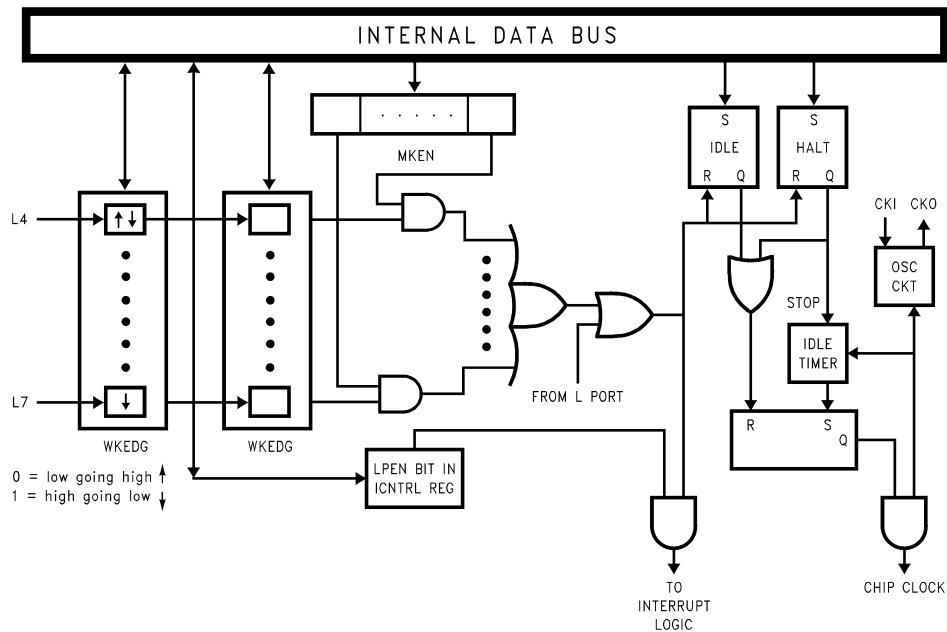 INTERNAL DATA BUS
MKEN
S
IDLE
R Q
S
HALT
R Q
CKI CKO
OSC
CKT
L4
STOP
IDLE
TIMER
FROM L PORT
L7
WKEDG
WKEDG
R S
Q
0 = low going high ↑
1 = high going low ↓
LPEN BIT IN
ICNTRL REG
TO
INTERRUPT
LOGIC
CHIP CLOCK